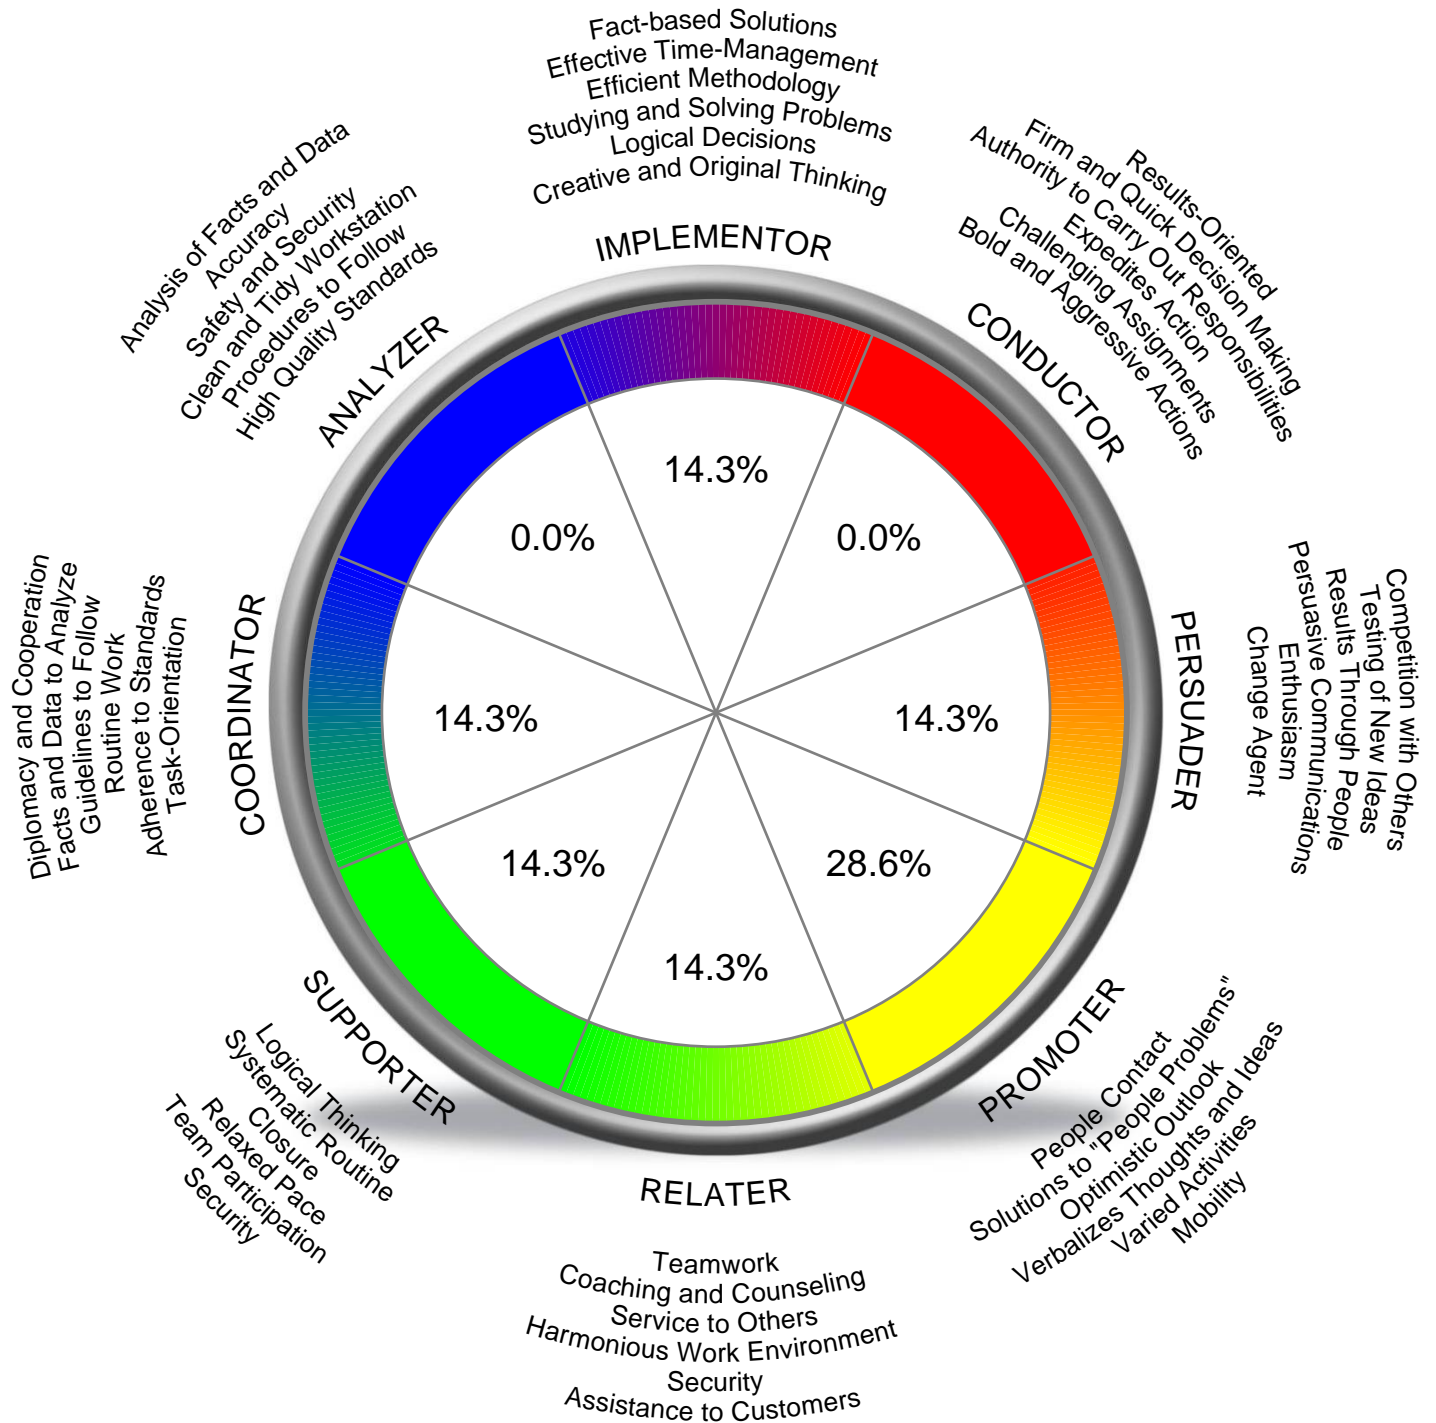 Fact-based Solutions
Effective Time-Management
Efficient Methodology
Studying and Solving Problems
Logical Decisions
Creative and Original Thinking
IMPLEMENTOR
Results-Oriented
Firm and Quick Decision Making
Authority to Carry Out Responsibilities
Expedites Action
Challenging Assignments
Bold and Aggressive Actions
CONDUCTOR
Competition with Others
Testing of New Ideas
Results Through People
Persuasive Communications
Enthusiasm
Change Agent
PERSUADER
PROMOTER
People Contact
Solutions to "People Problems"
Optimistic Outlook
Verbalizes Thoughts and Ideas
Varied Activities
Mobility
RELATER
Teamwork
Coaching and Counseling
Service to Others
Harmonious Work Environment
Security
Assistance to Customers
SUPPORTER
Logical Thinking
Systematic Routine
Closure
Relaxed Pace
Team Participation
Security
Diplomacy and Cooperation
Facts and Data to Analyze
Guidelines to Follow
Routine Work
Adherence to Standards
Task-Orientation
COORDINATOR
Analysis of Facts and Data
Accuracy
Safety and Security
Clean and Tidy Workstation
Procedures to Follow
High Quality Standards
ANALYZER
14.3%
0.0%
0.0%
14.3%
14.3%
14.3%
28.6%
14.3%